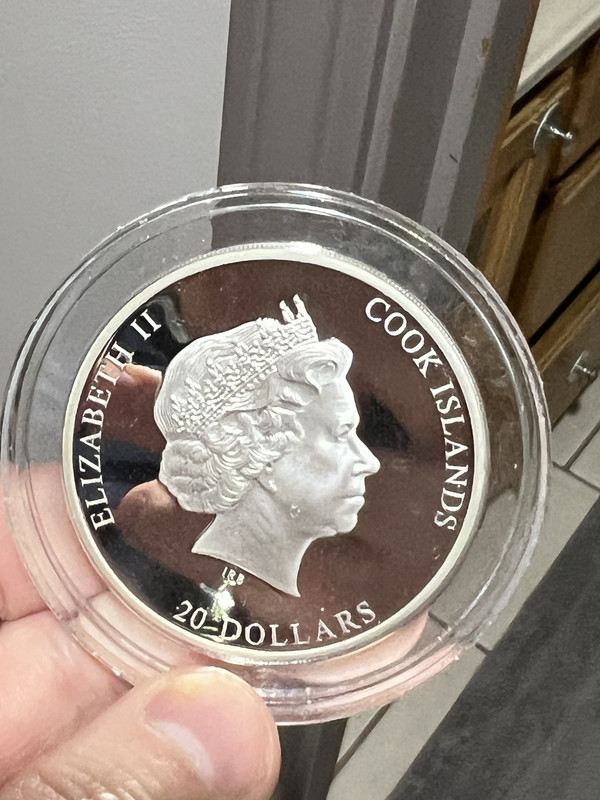 ELIZABETH II
COOK ISLANDS
IRB
20 DOLLARS